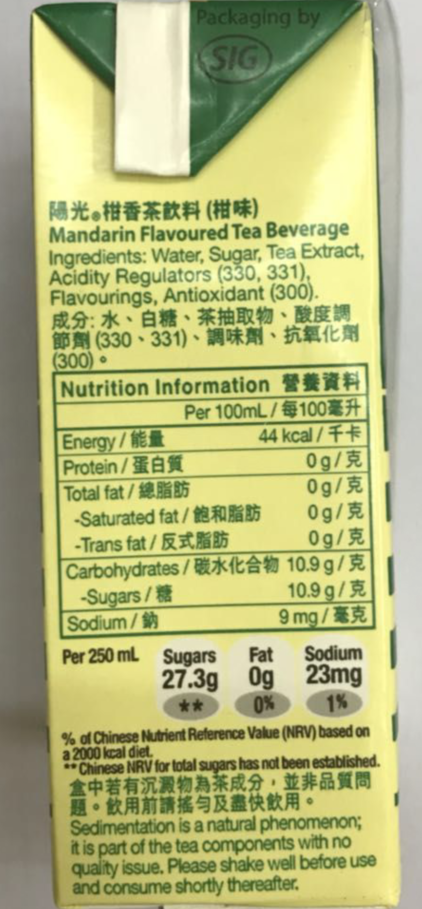 Packaging by
SIG
陽光®柑香茶飲料 (柑味)
Mandarin Flavoured Tea Beverage
Ingredients: Water, Sugar, Tea Extract,
Acidity Regulators (330, 331),
Flavourings, Antioxidant (300).
成分: 水、白糖、茶抽取物、酸度調
節劑 (330、331)、調味劑、抗氧化劑
(300)。
Nutrition Information 營養資料
Per 100mL / 每100毫升
Energy / 能量 44 kcal / 千卡
Protein / 蛋白質 0 g / 克
Total fat / 總脂肪 0 g / 克
-Saturated fat / 飽和脂肪 0 g / 克
-Trans fat / 反式脂肪 0 g / 克
Carbohydrates / 碳水化合物 10.9 g / 克
-Sugars / 糖 10.9 g / 克
Sodium / 鈉 9 mg / 毫克
Per 250 mL Sugars Fat Sodium
27.3g 0g 23mg
** 0% 1%
% of Chinese Nutrient Reference Value (NRV) based on
a 2000 kcal diet.
** Chinese NRV for total sugars has not been established.
盒中若有沉澱物為茶成分，並非品質問
題。飲用前請搖勻及盡快飲用。
Sedimentation is a natural phenomenon;
it is part of the tea components with no
quality issue. Please shake well before use
and consume shortly thereafter.